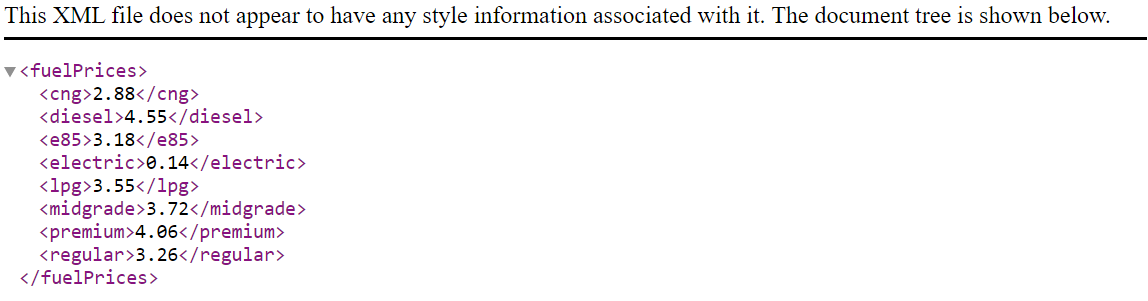 This XML file does not appear to have any style information associated with it. The document tree is shown below.
▼<fuelPrices>
<cng>2.88</cng>
<diesel>4.55</diesel>
<e85>3.18</e85>
<electric>0.14</electric>
<lpg>3.55</lpg>
<midgrade>3.72</midgrade>
<premium>4.06</premium>
<regular>3.26</regular>
</fuelPrices>